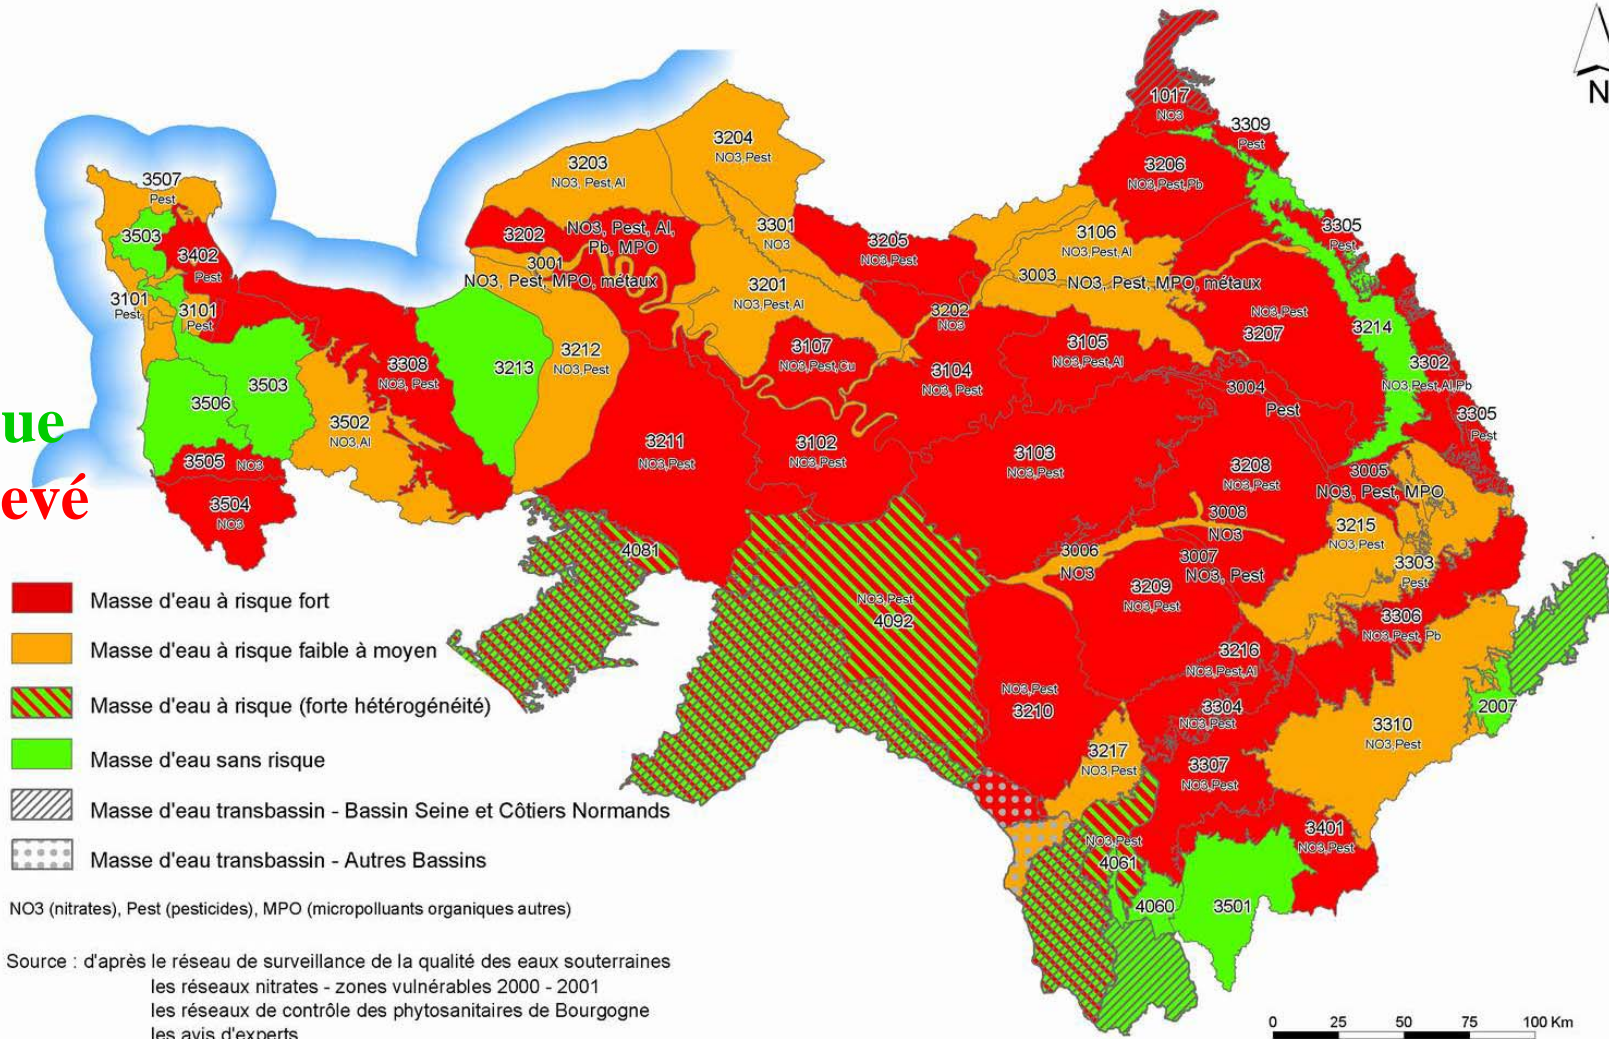 N
1017
NO3
3309
Pest
3204
NO3,Pest
3203
NO3, Pest,Al
3206
NO3,Pest,Pb
3507
Pest
3503
3402
Pest
3202
NO3, Pest, Al,
Pb, MPO
3301
NO3
3205
NO3,Pest
3106
NO3,Pest,Al
3305
Pest
3001
NO3, Pest, MPO, métaux
3201
NO3,Pest,Al
3003
NO3, Pest, MPO, métaux
3101
Pest
3101
Pest
3202
NO3
NO3,Pest
3207
3214
3107
NO3,Pest,Cu
3105
NO3,Pest,Al
3212
NO3,Pest
3213
3308
NO3, Pest
3104
NO3, Pest
3302
NO3,Pest,Al,Pb
3503
3506
3004
Pest
3305
Pest
3502
NO3,Al
ue
3211
NO3,Pest
3102
NO3,Pest
3103
NO3,Pest
3208
NO3,Pest
3505
NO3
3005
NO3, Pest, MPO
evé
3504
NO3
3008
NO3
3215
NO3,Pest
4081
3006
NO3
3007
NO3, Pest
3303
Pest
3209
NO3,Pest
NO3,Pest
4092
3306
NO3,Pest, Pb
3216
NO3,Pest,Al
NO3,Pest
3210
3304
NO3,Pest
2007
3310
NO3,Pest
3217
NO3,Pest
3307
NO3,Pest
3401
NO3,Pest
NO3,Pest
4061
4060
3501
Masse d'eau à risque fort
Masse d'eau à risque faible à moyen
Masse d'eau à risque (forte hétérogénéité)
Masse d'eau sans risque
Masse d'eau transbassin - Bassin Seine et Côtiers Normands
Masse d'eau transbassin - Autres Bassins
NO3 (nitrates), Pest (pesticides), MPO (micropolluants organiques autres)
Source : d'après le réseau de surveillance de la qualité des eaux souterraines
les réseaux nitrates - zones vulnérables 2000 - 2001
les réseaux de contrôle des phytosanitaires de Bourgogne
les avis d'experts
0 25 50 75 100 Km